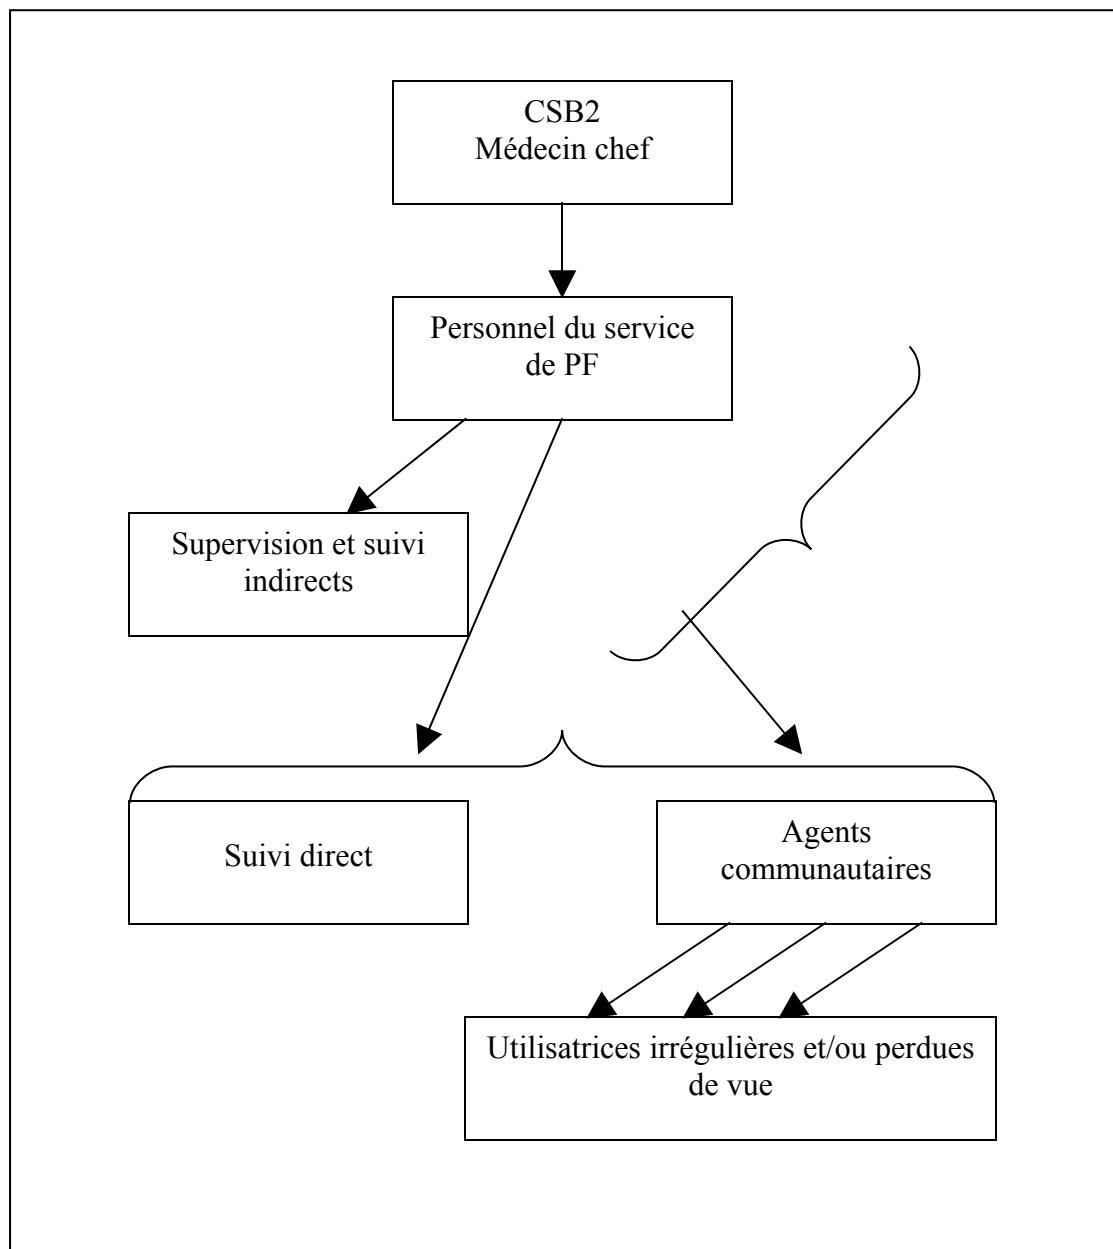 CSB2
Médecin chef
Personnel du service
de PF
Supervision et suivi
indirects
Suivi direct
Agents
communautaires
Utilisatrices irrégulières et/ou perdues
de vue